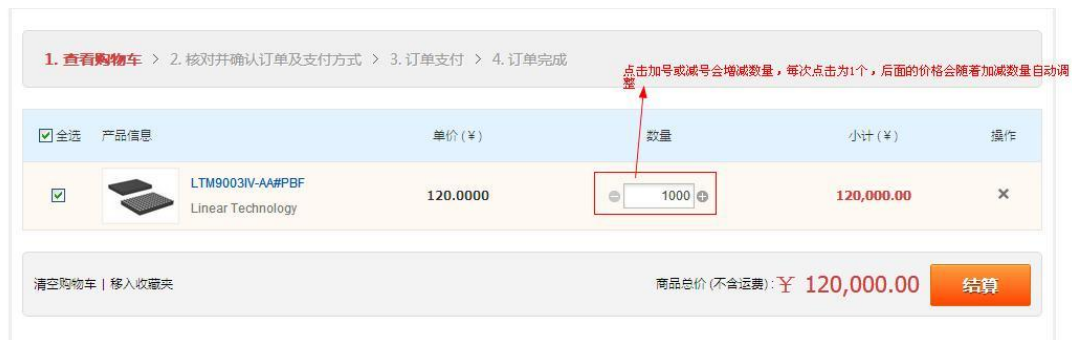 1. 查看购物车 > 2. 核对并确认订单及支付方式 > 3. 订单支付 > 4. 订单完成
点击加号或减号会增减数量，每次点击为1个，后面的价格会随着加减数量自动调
整
全选 产品信息 单价(¥) 数量 小计(¥) 操作
LTM9003IV-AA#PBF
Linear Technology
120.0000 1000 120,000.00
清空购物车 | 移入收藏夹 商品总价(不含运费): ¥ 120,000.00 结算